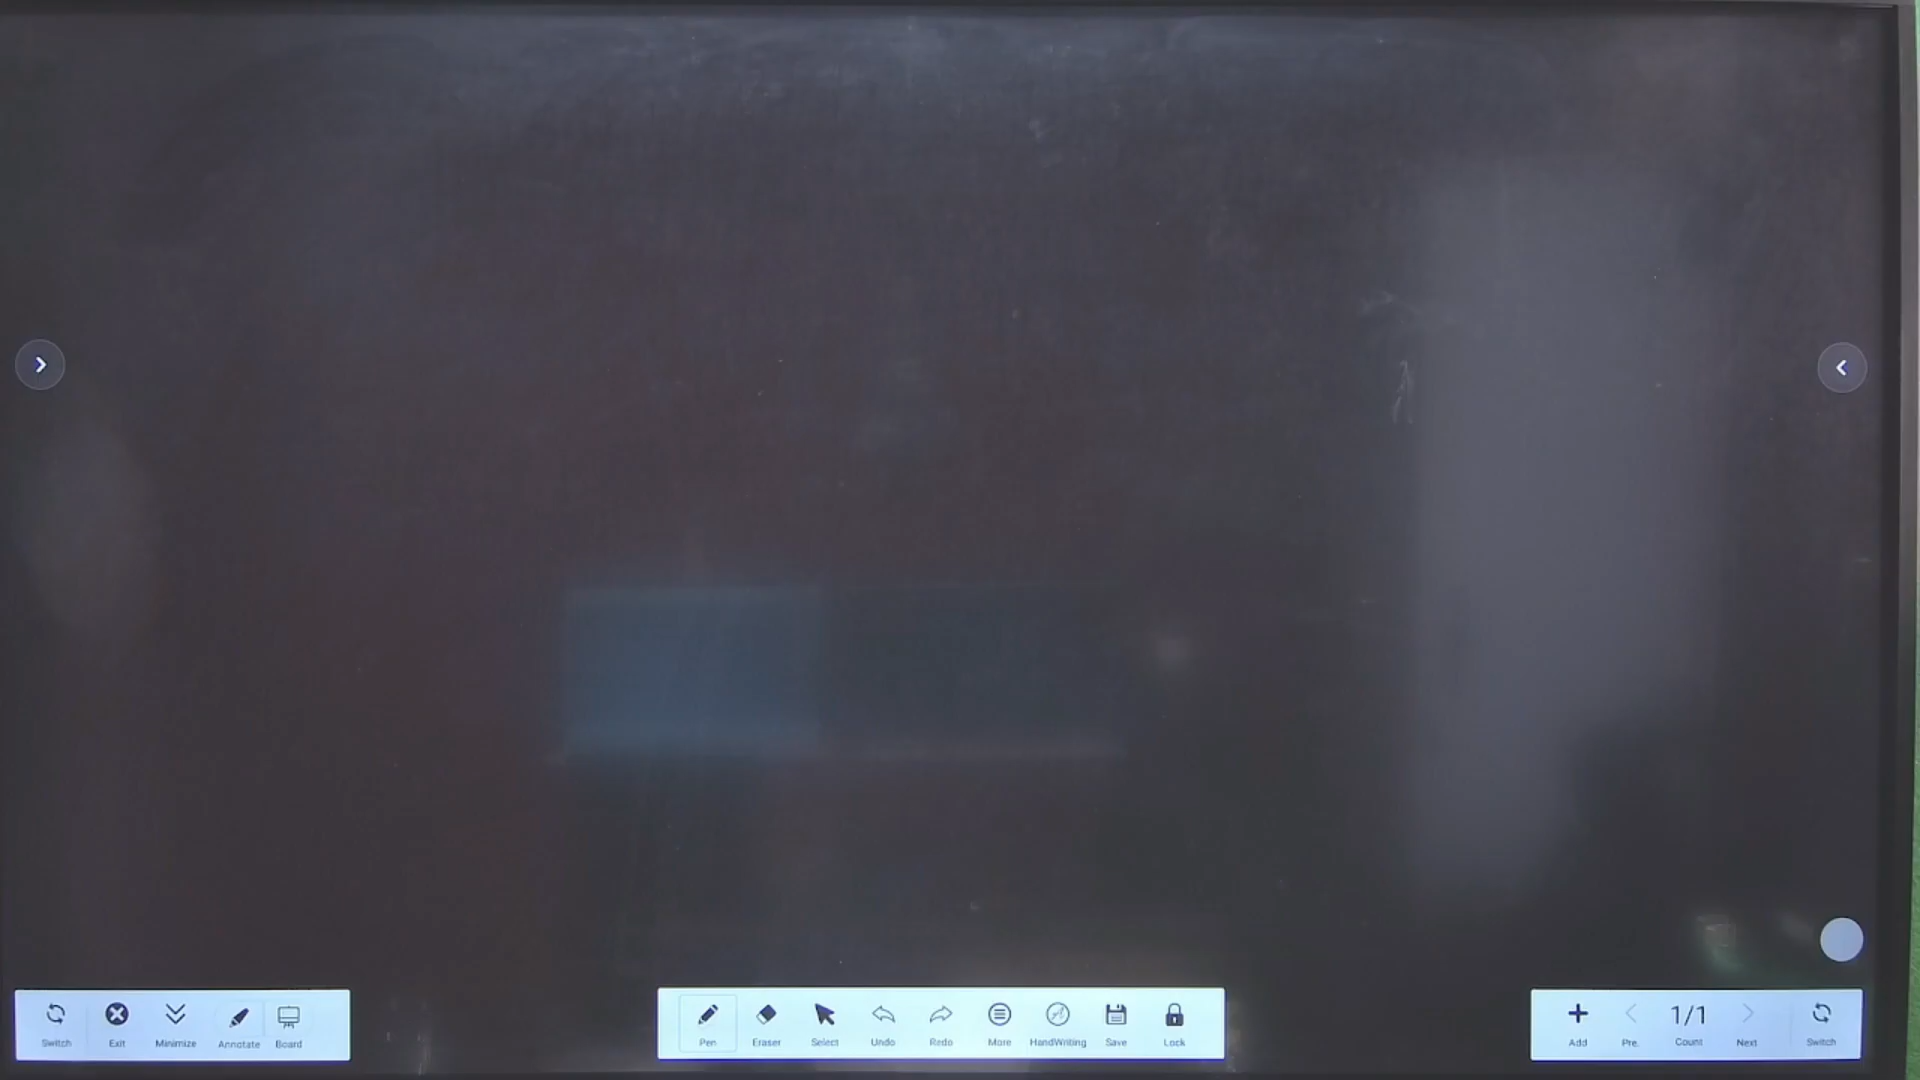 Switch Exit Minimize Annotate Board
Pen Eraser Select Undo Redo More HandWriting Save Lock
Add Pre. 1/1 Count Next Switch